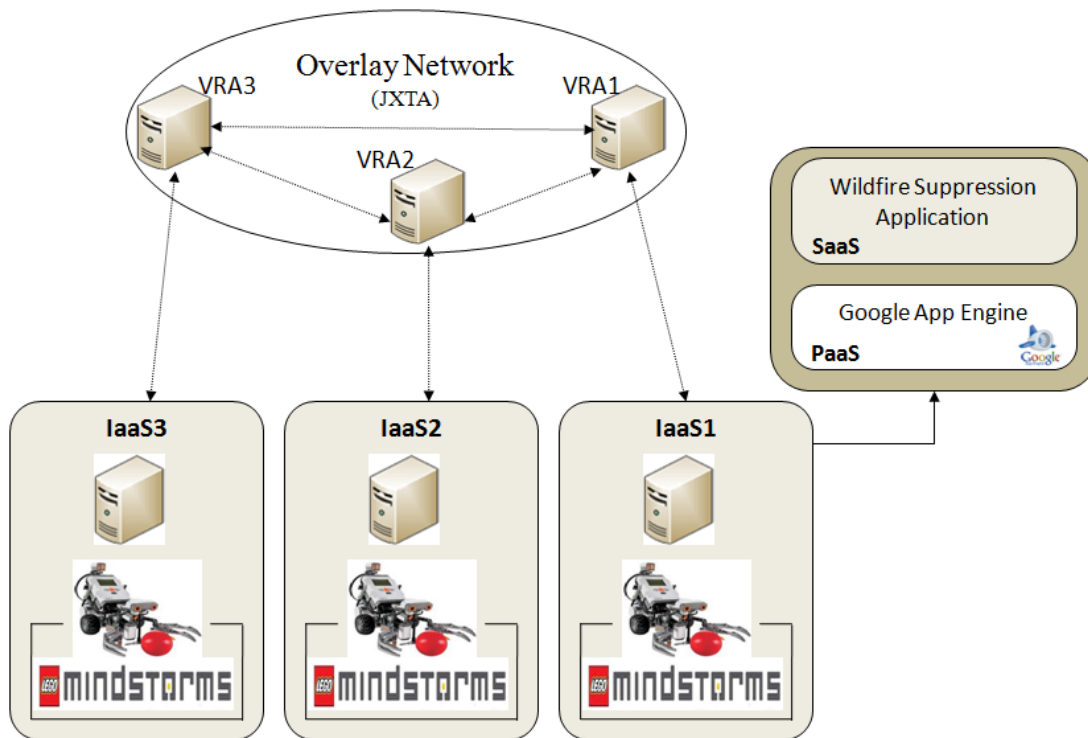 Overlay Network
(JXTA)
VRA3
VRA1
VRA2
Wildfire Suppression
Application
SaaS
Google App Engine
PaaS
Google
IaaS3
IaaS2
IaaS1
LEGO mindstorms
LEGO mindstorms
LEGO mindstorms